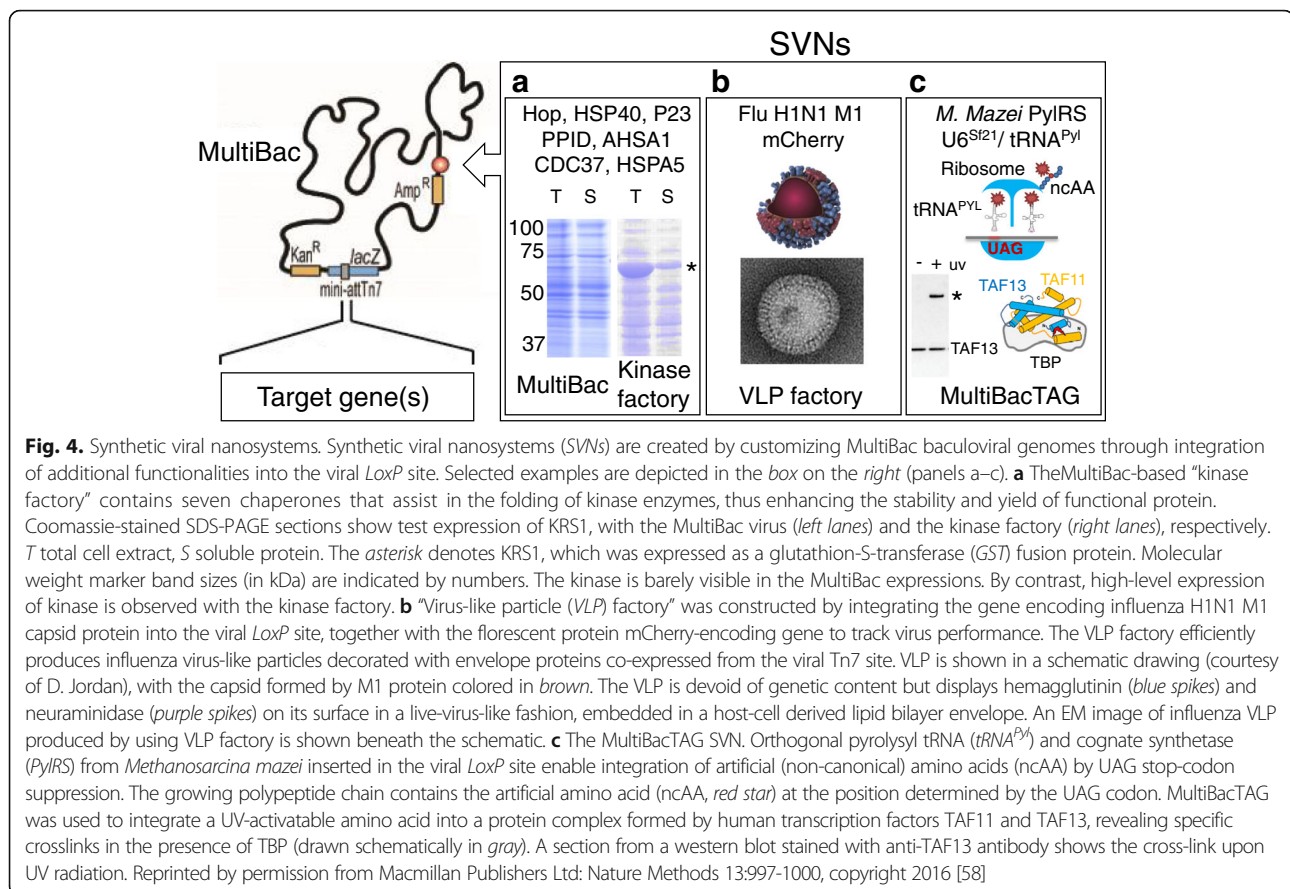 SVNs
MultiBac
Amp R
Kan R
lacZ
mini-attTn7
Target gene(s)
a
Hop, HSP40, P23
PPID, AHSA1
CDC37, HSPA5
T S T S
100
75
50
37
*
MultiBac
Kinase
factory
b
Flu H1N1 M1
mCherry
VLP factory
c
M. Mazei PylRS
U6Sf21/ tRNAPyl
Ribosome
ncAA
tRNAPYL
UAG
- + uv
*
TAF13
TAF13
TAF11
TBP
MultiBacTAG
Fig. 4. Synthetic viral nanosystems. Synthetic viral nanosystems (SVNs) are created by customizing MultiBac baculoviral genomes through integration
of additional functionalities into the viral LoxP site. Selected examples are depicted in the box on the right (panels a–c). a TheMultiBac-based “kinase
factory” contains seven chaperones that assist in the folding of kinase enzymes, thus enhancing the stability and yield of functional protein.
Coomassie-stained SDS-PAGE sections show test expression of KRS1, with the MultiBac virus (left lanes) and the kinase factory (right lanes), respectively.
T total cell extract, S soluble protein. The asterisk denotes KRS1, which was expressed as a glutathion-S-transferase (GST) fusion protein. Molecular
weight marker band sizes (in kDa) are indicated by numbers. The kinase is barely visible in the MultiBac expressions. By contrast, high-level expression
of kinase is observed with the kinase factory. b “Virus-like particle (VLP) factory” was constructed by integrating the gene encoding influenza H1N1 M1
capsid protein into the viral LoxP site, together with the florescent protein mCherry-encoding gene to track virus performance. The VLP factory efficiently
produces influenza virus-like particles decorated with envelope proteins co-expressed from the viral Tn7 site. VLP is shown in a schematic drawing (courtesy
of D. Jordan), with the capsid formed by M1 protein colored in brown. The VLP is devoid of genetic content but displays hemagglutinin (blue spikes) and
neuraminidase (purple spikes) on its surface in a live-virus-like fashion, embedded in a host-cell derived lipid bilayer envelope. An EM image of influenza VLP
produced by using VLP factory is shown beneath the schematic. c The MultiBacTAG SVN. Orthogonal pyrolysyl tRNA (tRNAPyl) and cognate synthetase
(PylRS) from Methanosarcina mazei inserted in the viral LoxP site enable integration of artificial (non-canonical) amino acids (ncAA) by UAG stop-codon
suppression. The growing polypeptide chain contains the artificial amino acid (ncAA, red star) at the position determined by the UAG codon. MultiBacTAG
was used to integrate a UV-activatable amino acid into a protein complex formed by human transcription factors TAF11 and TAF13, revealing specific
crosslinks in the presence of TBP (drawn schematically in gray). A section from a western blot stained with anti-TAF13 antibody shows the cross-link upon
UV radiation. Reprinted by permission from Macmillan Publishers Ltd: Nature Methods 13:997-1000, copyright 2016 [58]